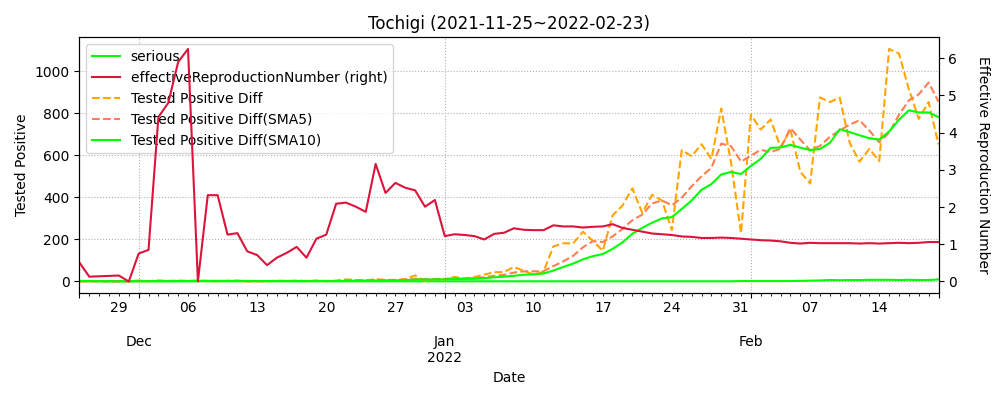 Tochigi (2021-11-25~2022-02-23)
serious
effectiveReproductionNumber (right)
Tested Positive Diff
Tested Positive Diff(SMA5)
Tested Positive Diff(SMA10)
Tested Positive
1000
800
600
400
200
0
6
5
4
3
2
1
0
Effective Reproduction Number
29 06 13 20 27 03 10 17 24 31 07 14
Dec Jan Feb
2022
Date